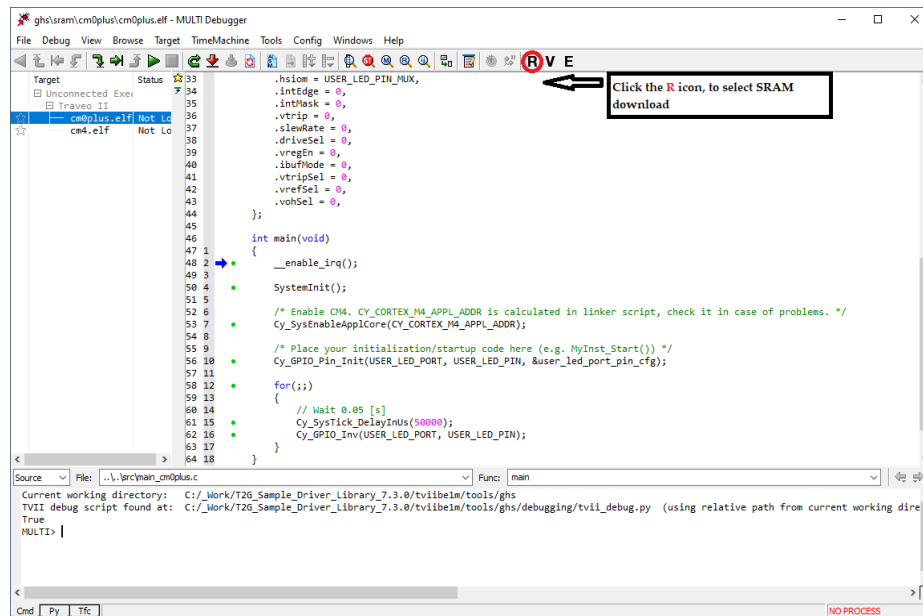 ghs\sram\cm0plus\cm0plus.elf - MULTI Debugger
File Debug View Browse Target TimeMachine Tools Config Windows Help
R V E
Click the R icon, to select SRAM
download
Target Status
Unconnected Exec
Traveo II
cm0plus.elf Not Lo
cm4.elf Not Lo
33 .hsiom = USER_LED_PIN_MUX,
34 .intEdge = 0,
35 .intMask = 0,
36 .vtrip = 0,
37 .slewRate = 0,
38 .driveSel = 0,
39 .vregEn = 0,
40 .ibufMode = 0,
41 .vtripSel = 0,
42 .vrefSel = 0,
43 .vohSel = 0,
44 };
45
46 int main(void)
47 1 {
48 2 __enable_irq();
49 3
50 4 SystemInit();
51 5
52 6 /* Enable CM4. CY_CORTEX_M4_APPL_ADDR is calculated in linker script, check it in case of problems. */
53 7 Cy_SysEnableApplCore(CY_CORTEX_M4_APPL_ADDR);
54 8
55 9 /* Place your initialization/startup code here (e.g. MyInst_Start()) */
56 10 Cy_GPIO_Pin_Init(USER_LED_PORT, USER_LED_PIN, &user_led_port_pin_cfg);
57 11
58 12 for(;;)
59 13 {
60 14 // Wait 0.05 [s]
61 15 Cy_SysTick_DelayInUs(50000);
62 16 Cy_GPIO_Inv(USER_LED_PORT, USER_LED_PIN);
63 17 }
64 18 }
Source File: ..\..\src\main_cm0plus.c Func: main
Current working directory: C:/_Work/T2G_Sample_Driver_Library_7.3.0/tviibe1m/tools/ghs
TVII debug script found at: C:/_Work/T2G_Sample_Driver_Library_7.3.0/tviibe1m/tools/ghs/debugging/tvii_debug.py (using relative path from current working dire
True
MULTI>
Cmd Py Tfc NO PROCESS